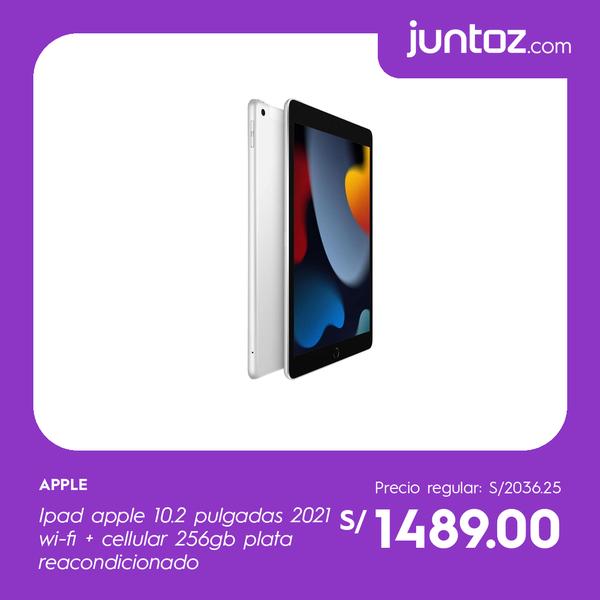 juntoz.com
APPLE
Ipad apple 10.2 pulgadas 2021
wi-fi + cellular 256gb plata
reacondicionado
Precio regular: S/2036.25
S/1489.00